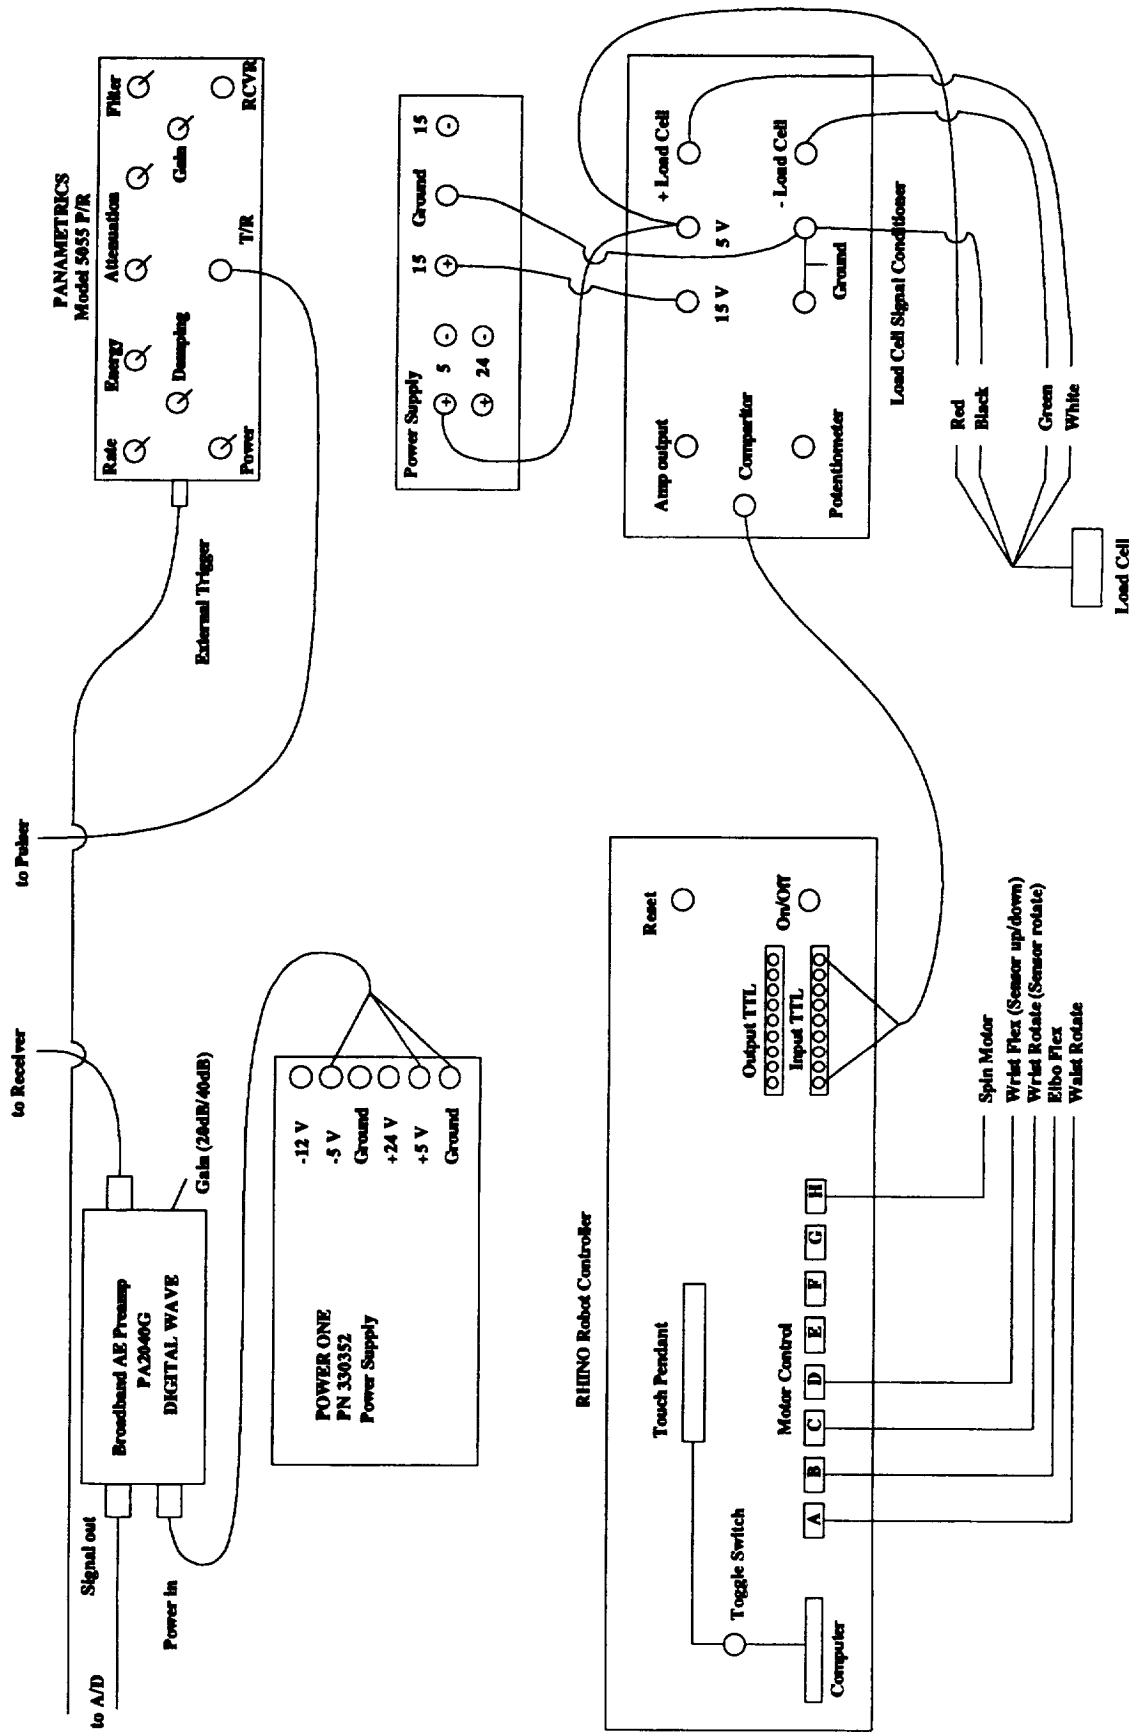 to A/D
Signal out
Power in
Broadband AE Preamp
PA2040G
DIGITAL WAVE
Gain (20dB/40dB)
to Receiver
to Pulser
External Trigger
PANAMETRICS
Model 5055 P/R
Rate
Energy
Attenuation
Filter
Damping
Gain
Power
T/R
RCVR
POWER ONE
PN 330352
Power Supply
-12 V
-5 V
Ground
+24 V
+5 V
Ground
Power Supply
5
24
15
Ground
15
+
-
+
-
+
-
RHINO Robot Controller
Touch Pendant
Toggle Switch
Computer
Motor Control
A
B
C
D
E
F
G
H
Output TTL
Input TTL
Reset
On/Off
Spin Motor
Wrist Flex (Sensor up/down)
Wrist Rotate (Sensor rotate)
Elbo Flex
Waist Rotate
Amp output
Comparitor
Potentiometer
15 V
5 V
+ Load Cell
Ground
- Load Cell
Load Cell Signal Conditioner
Red
Black
Green
White
Load Cell